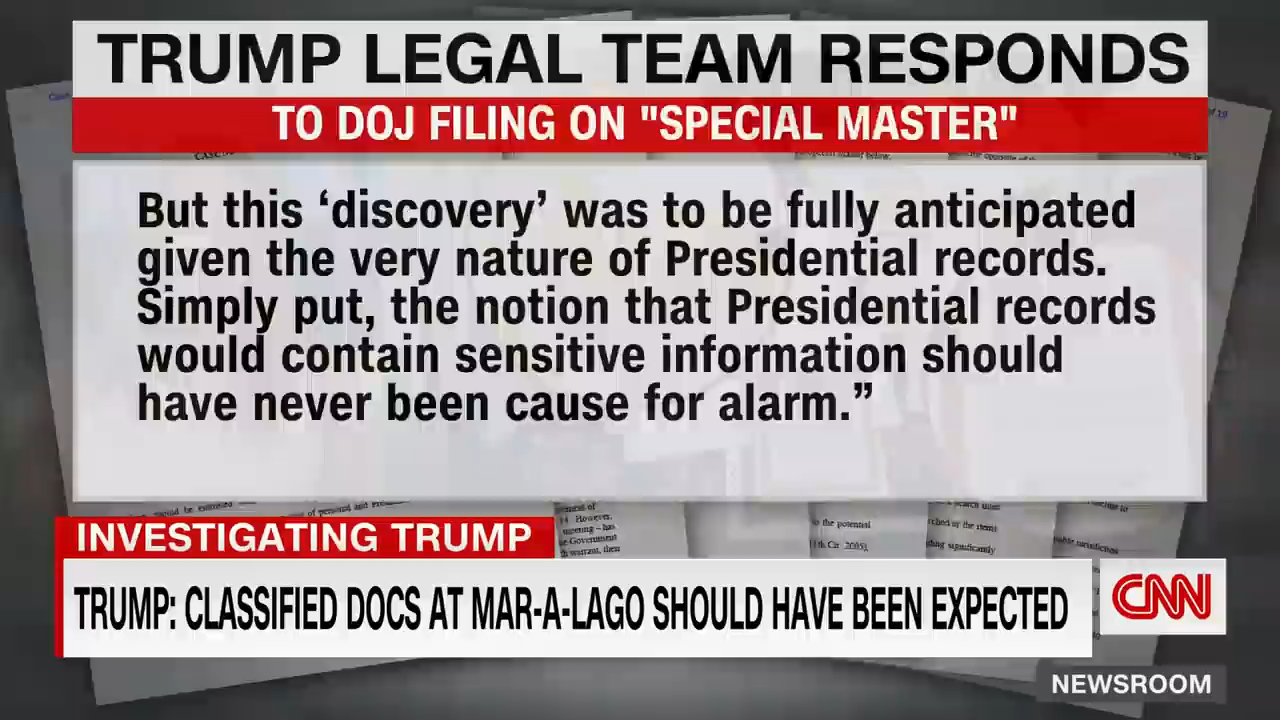 TRUMP LEGAL TEAM RESPONDS
TO DOJ FILING ON "SPECIAL MASTER"
But this ‘discovery’ was to be fully anticipated
given the very nature of Presidential records.
Simply put, the notion that Presidential records
would contain sensitive information should
have never been cause for alarm.”
INVESTIGATING TRUMP
TRUMP: CLASSIFIED DOCS AT MAR-A-LAGO SHOULD HAVE BEEN EXPECTED
CNN
NEWSROOM